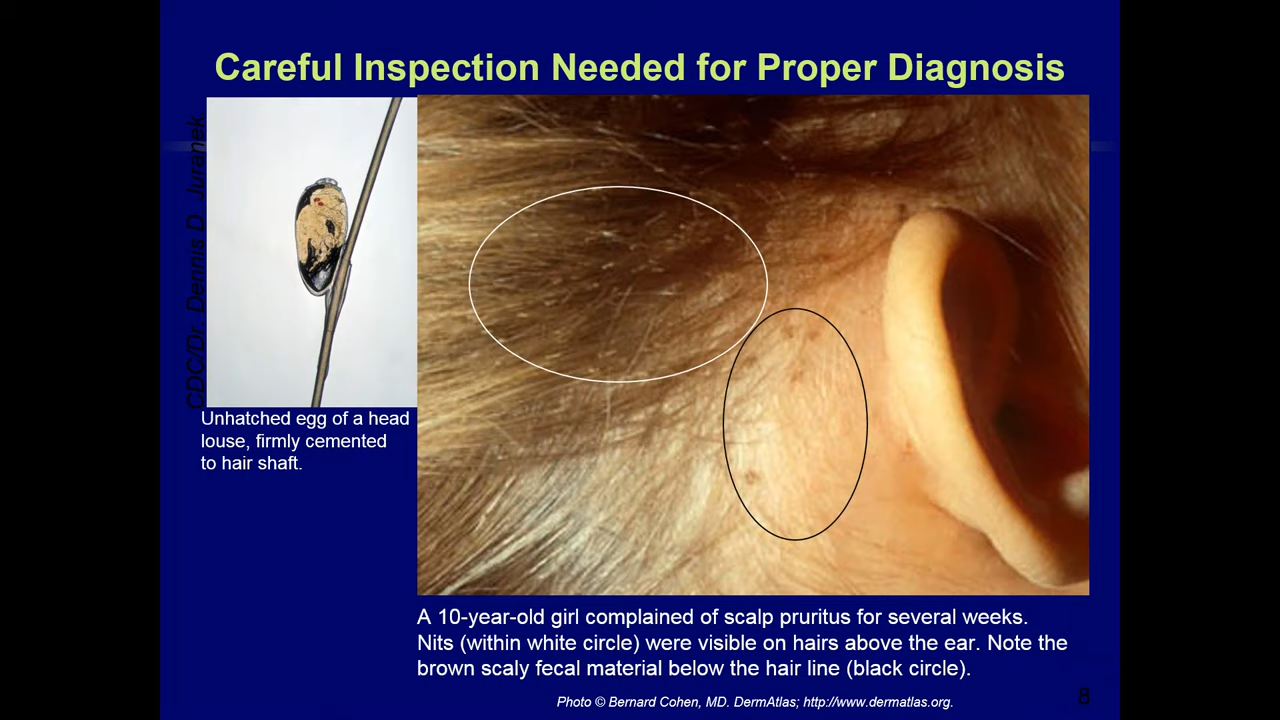 Careful Inspection Needed for Proper Diagnosis
CDC/Dr. Dennis D. Juranek.
Unhatched egg of a head
louse, firmly cemented
to hair shaft.
A 10-year-old girl complained of scalp pruritus for several weeks.
Nits (within white circle) were visible on hairs above the ear. Note the
brown scaly fecal material below the hair line (black circle).
Photo © Bernard Cohen, MD. DermAtlas; http://www.dermatlas.org.
8